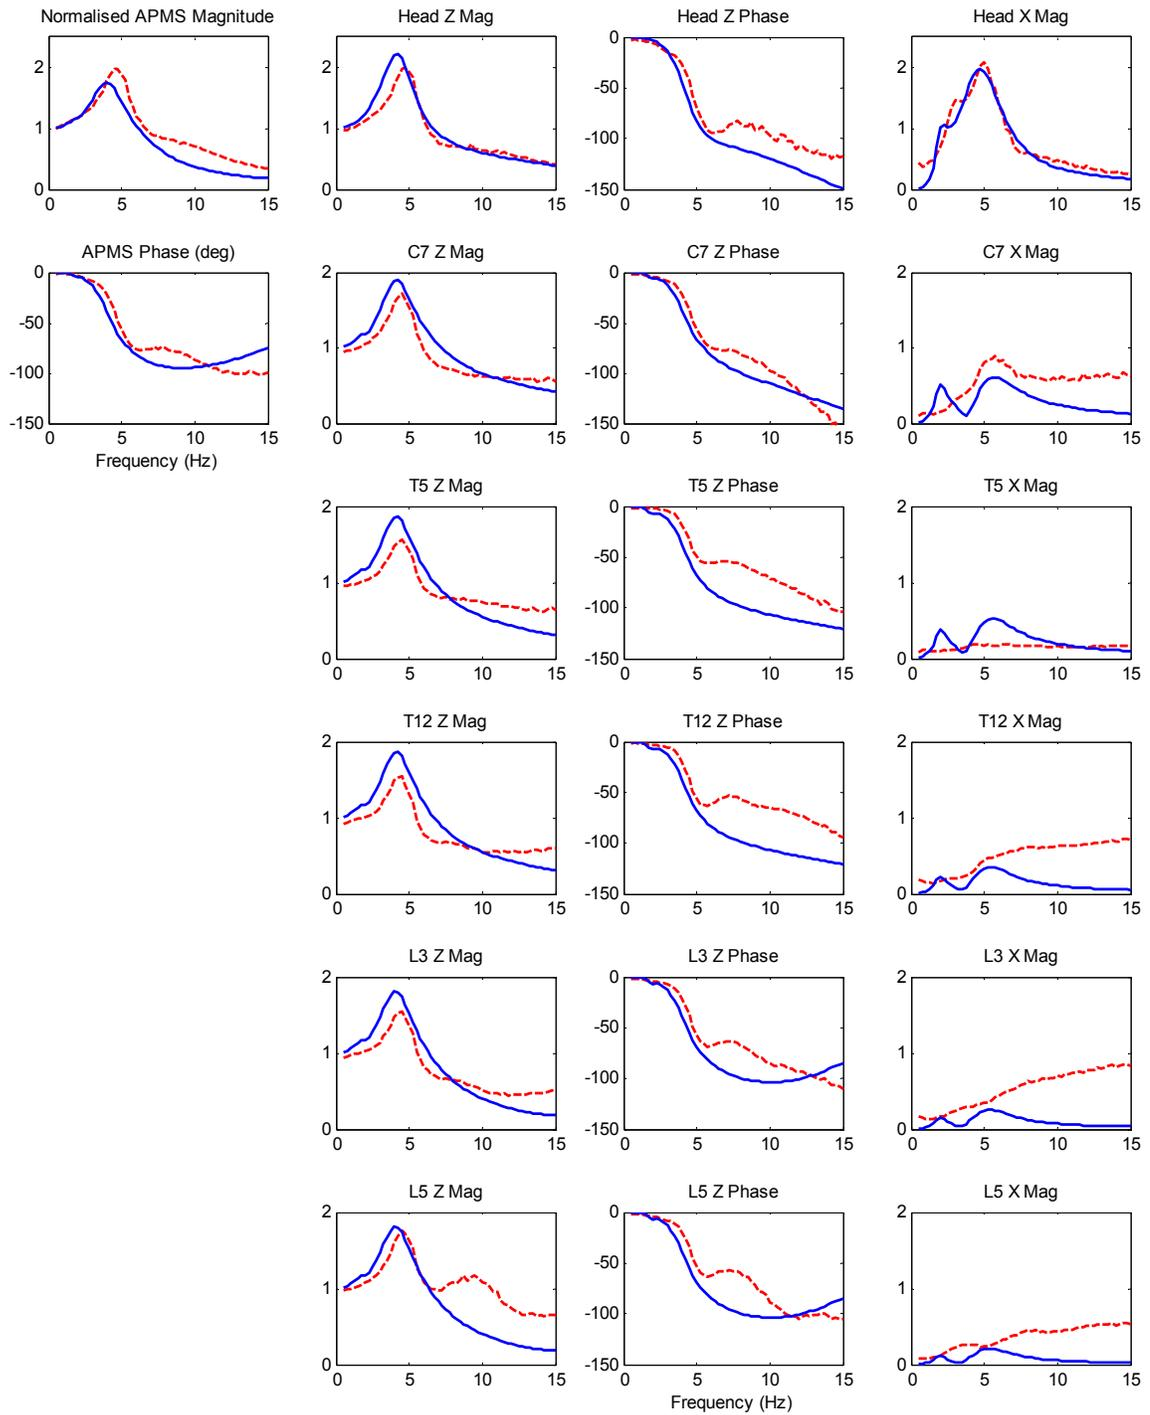 Normalised APMS Magnitude
Head Z Mag
Head Z Phase
Head X Mag
2
1
0
0 5 10 15
2
1
0
0 5 10 15
0
-50
-100
-150
0 5 10 15
2
1
0
0 5 10 15
APMS Phase (deg)
C7 Z Mag
C7 Z Phase
C7 X Mag
0
-50
-100
-150
0 5 10 15
Frequency (Hz)
2
1
0
0 5 10 15
0
-50
-100
-150
0 5 10 15
2
1
0
0 5 10 15
T5 Z Mag
T5 Z Phase
T5 X Mag
2
1
0
0 5 10 15
0
-50
-100
-150
0 5 10 15
2
1
0
0 5 10 15
T12 Z Mag
T12 Z Phase
T12 X Mag
2
1
0
0 5 10 15
0
-50
-100
-150
0 5 10 15
2
1
0
0 5 10 15
L3 Z Mag
L3 Z Phase
L3 X Mag
2
1
0
0 5 10 15
0
-50
-100
-150
0 5 10 15
2
1
0
0 5 10 15
L5 Z Mag
L5 Z Phase
L5 X Mag
2
1
0
0 5 10 15
0
-50
-100
-150
0 5 10 15
Frequency (Hz)
2
1
0
0 5 10 15